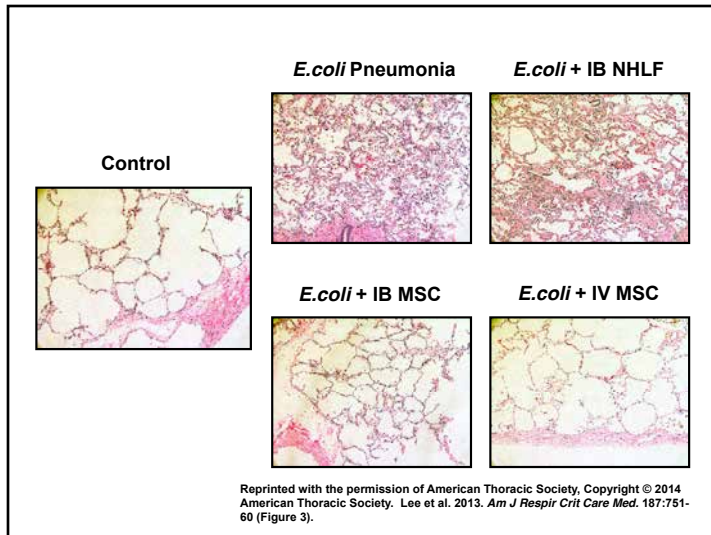 E.coli Pneumonia
E.coli + IB NHLF
Control
E.coli + IB MSC
E.coli + IV MSC
Reprinted with the permission of American Thoracic Society, Copyright © 2014
American Thoracic Society. Lee et al. 2013. Am J Respir Crit Care Med. 187:751-
60 (Figure 3).